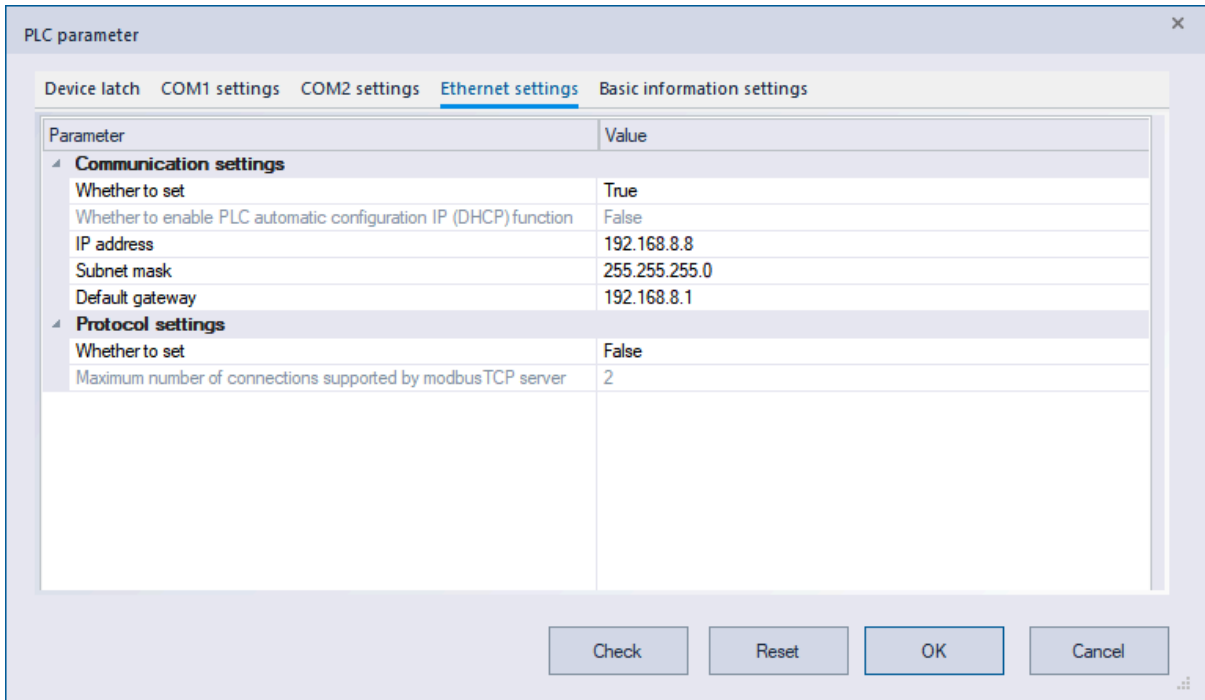 PLC parameter
Device latch COM1 settings COM2 settings Ethernet settings Basic information settings
Parameter Value
Communication settings
Whether to set True
Whether to enable PLC automatic configuration IP (DHCP) function False
IP address 192.168.8.8
Subnet mask 255.255.255.0
Default gateway 192.168.8.1
Protocol settings
Whether to set False
Maximum number of connections supported by modbusTCP server 2
Check Reset OK Cancel